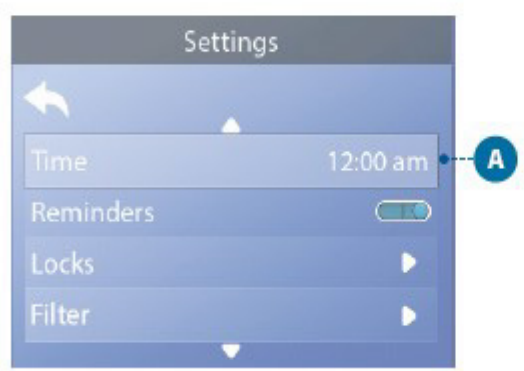 Settings
Time 12:00 am
A
Reminders
Locks
Filter